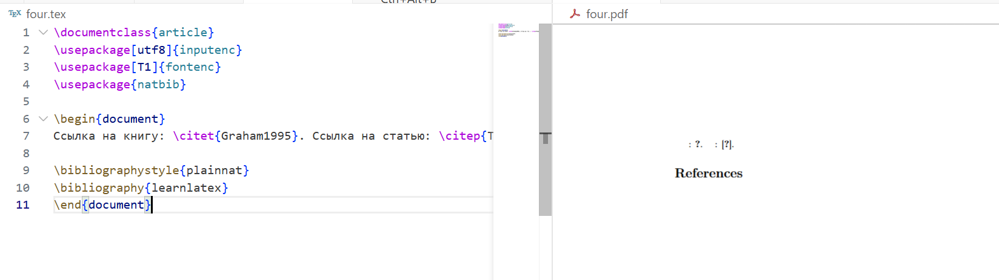 four.tex
1 \documentclass{article}
2 \usepackage[utf8]{inputenc}
3 \usepackage[T1]{fontenc}
4 \usepackage{natbib}
5
6 \begin{document}
7 Ссылка на книгу: \citet{Graham1995}. Ссылка на статью: \citep{T
8
9 \bibliographystyle{plainnat}
10 \bibliography{learnlatex}
11 \end{document}
four.pdf
: ?. : [?].
References